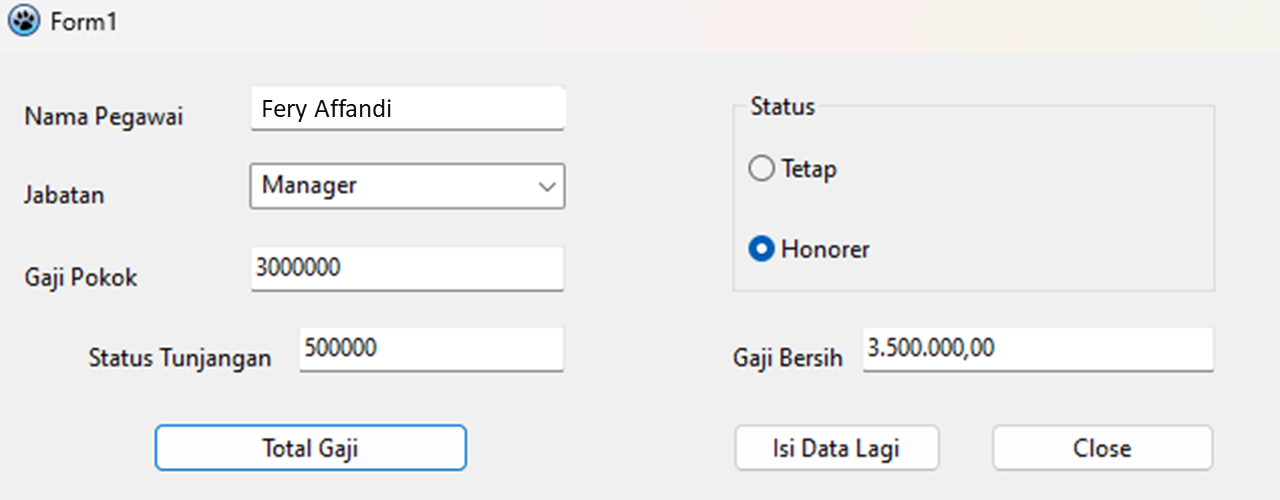 Form1
Nama Pegawai Fery Affandi
Jabatan Manager
Gaji Pokok 3000000
Status Tunjangan 500000
Total Gaji
Status
Tetap
Honorer
Gaji Bersih 3.500.000,00
Isi Data Lagi Close